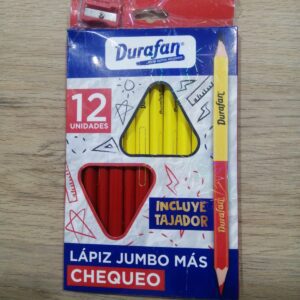 Durafan
12
UNIDADES
Durafan
Durafan
INCLUYE
TAJADOR
LÁPIZ JUMBO MÁS
CHEQUEO